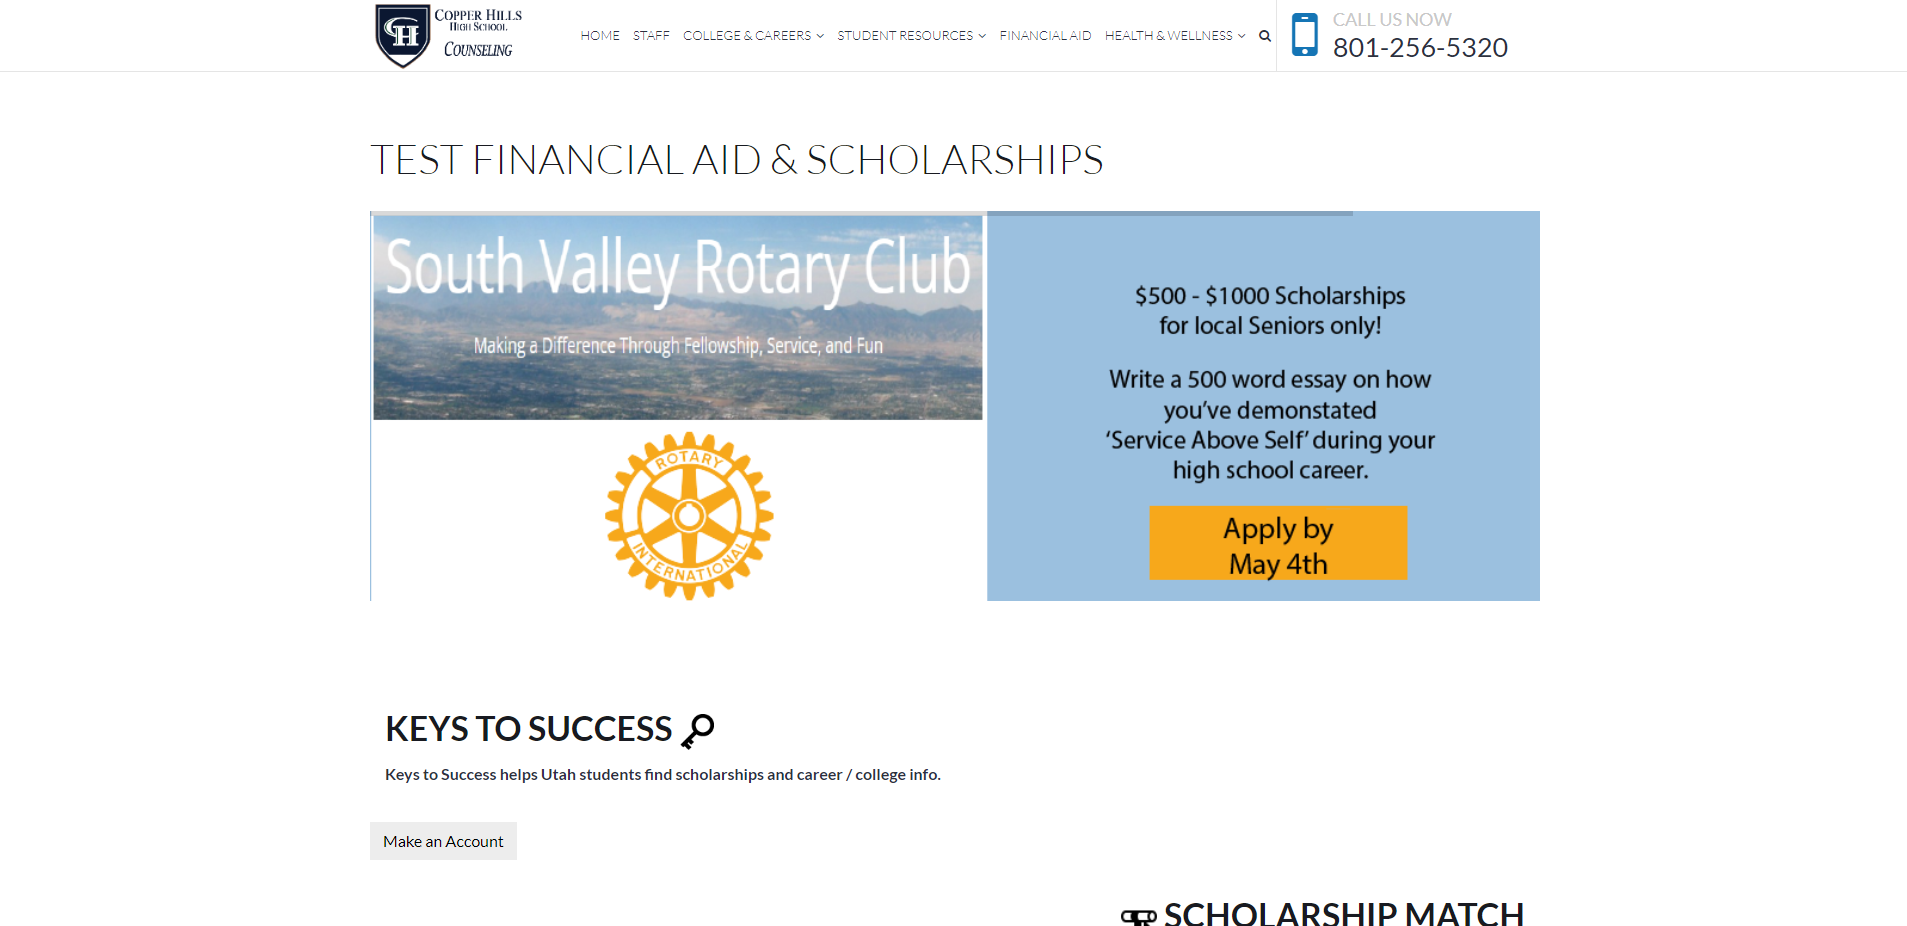 COPPER HILLS
HIGH SCHOOL
COUNSELING
CH
HOME STAFF COLLEGE & CAREERS STUDENT RESOURCES FINANCIAL AID HEALTH & WELLNESS
CALL US NOW
801-256-5320
TEST FINANCIAL AID & SCHOLARSHIPS
South Valley Rotary Club
Making a Difference Through Fellowship, Service, and Fun
ROTARY
INTERNATIONAL
$500 - $1000 Scholarships
for local Seniors only!
Write a 500 word essay on how
you’ve demonstated
‘Service Above Self’ during your
high school career.
Apply by
May 4th
KEYS TO SUCCESS
Keys to Success helps Utah students find scholarships and career / college info.
Make an Account
SCHOLARSHIP MATCH